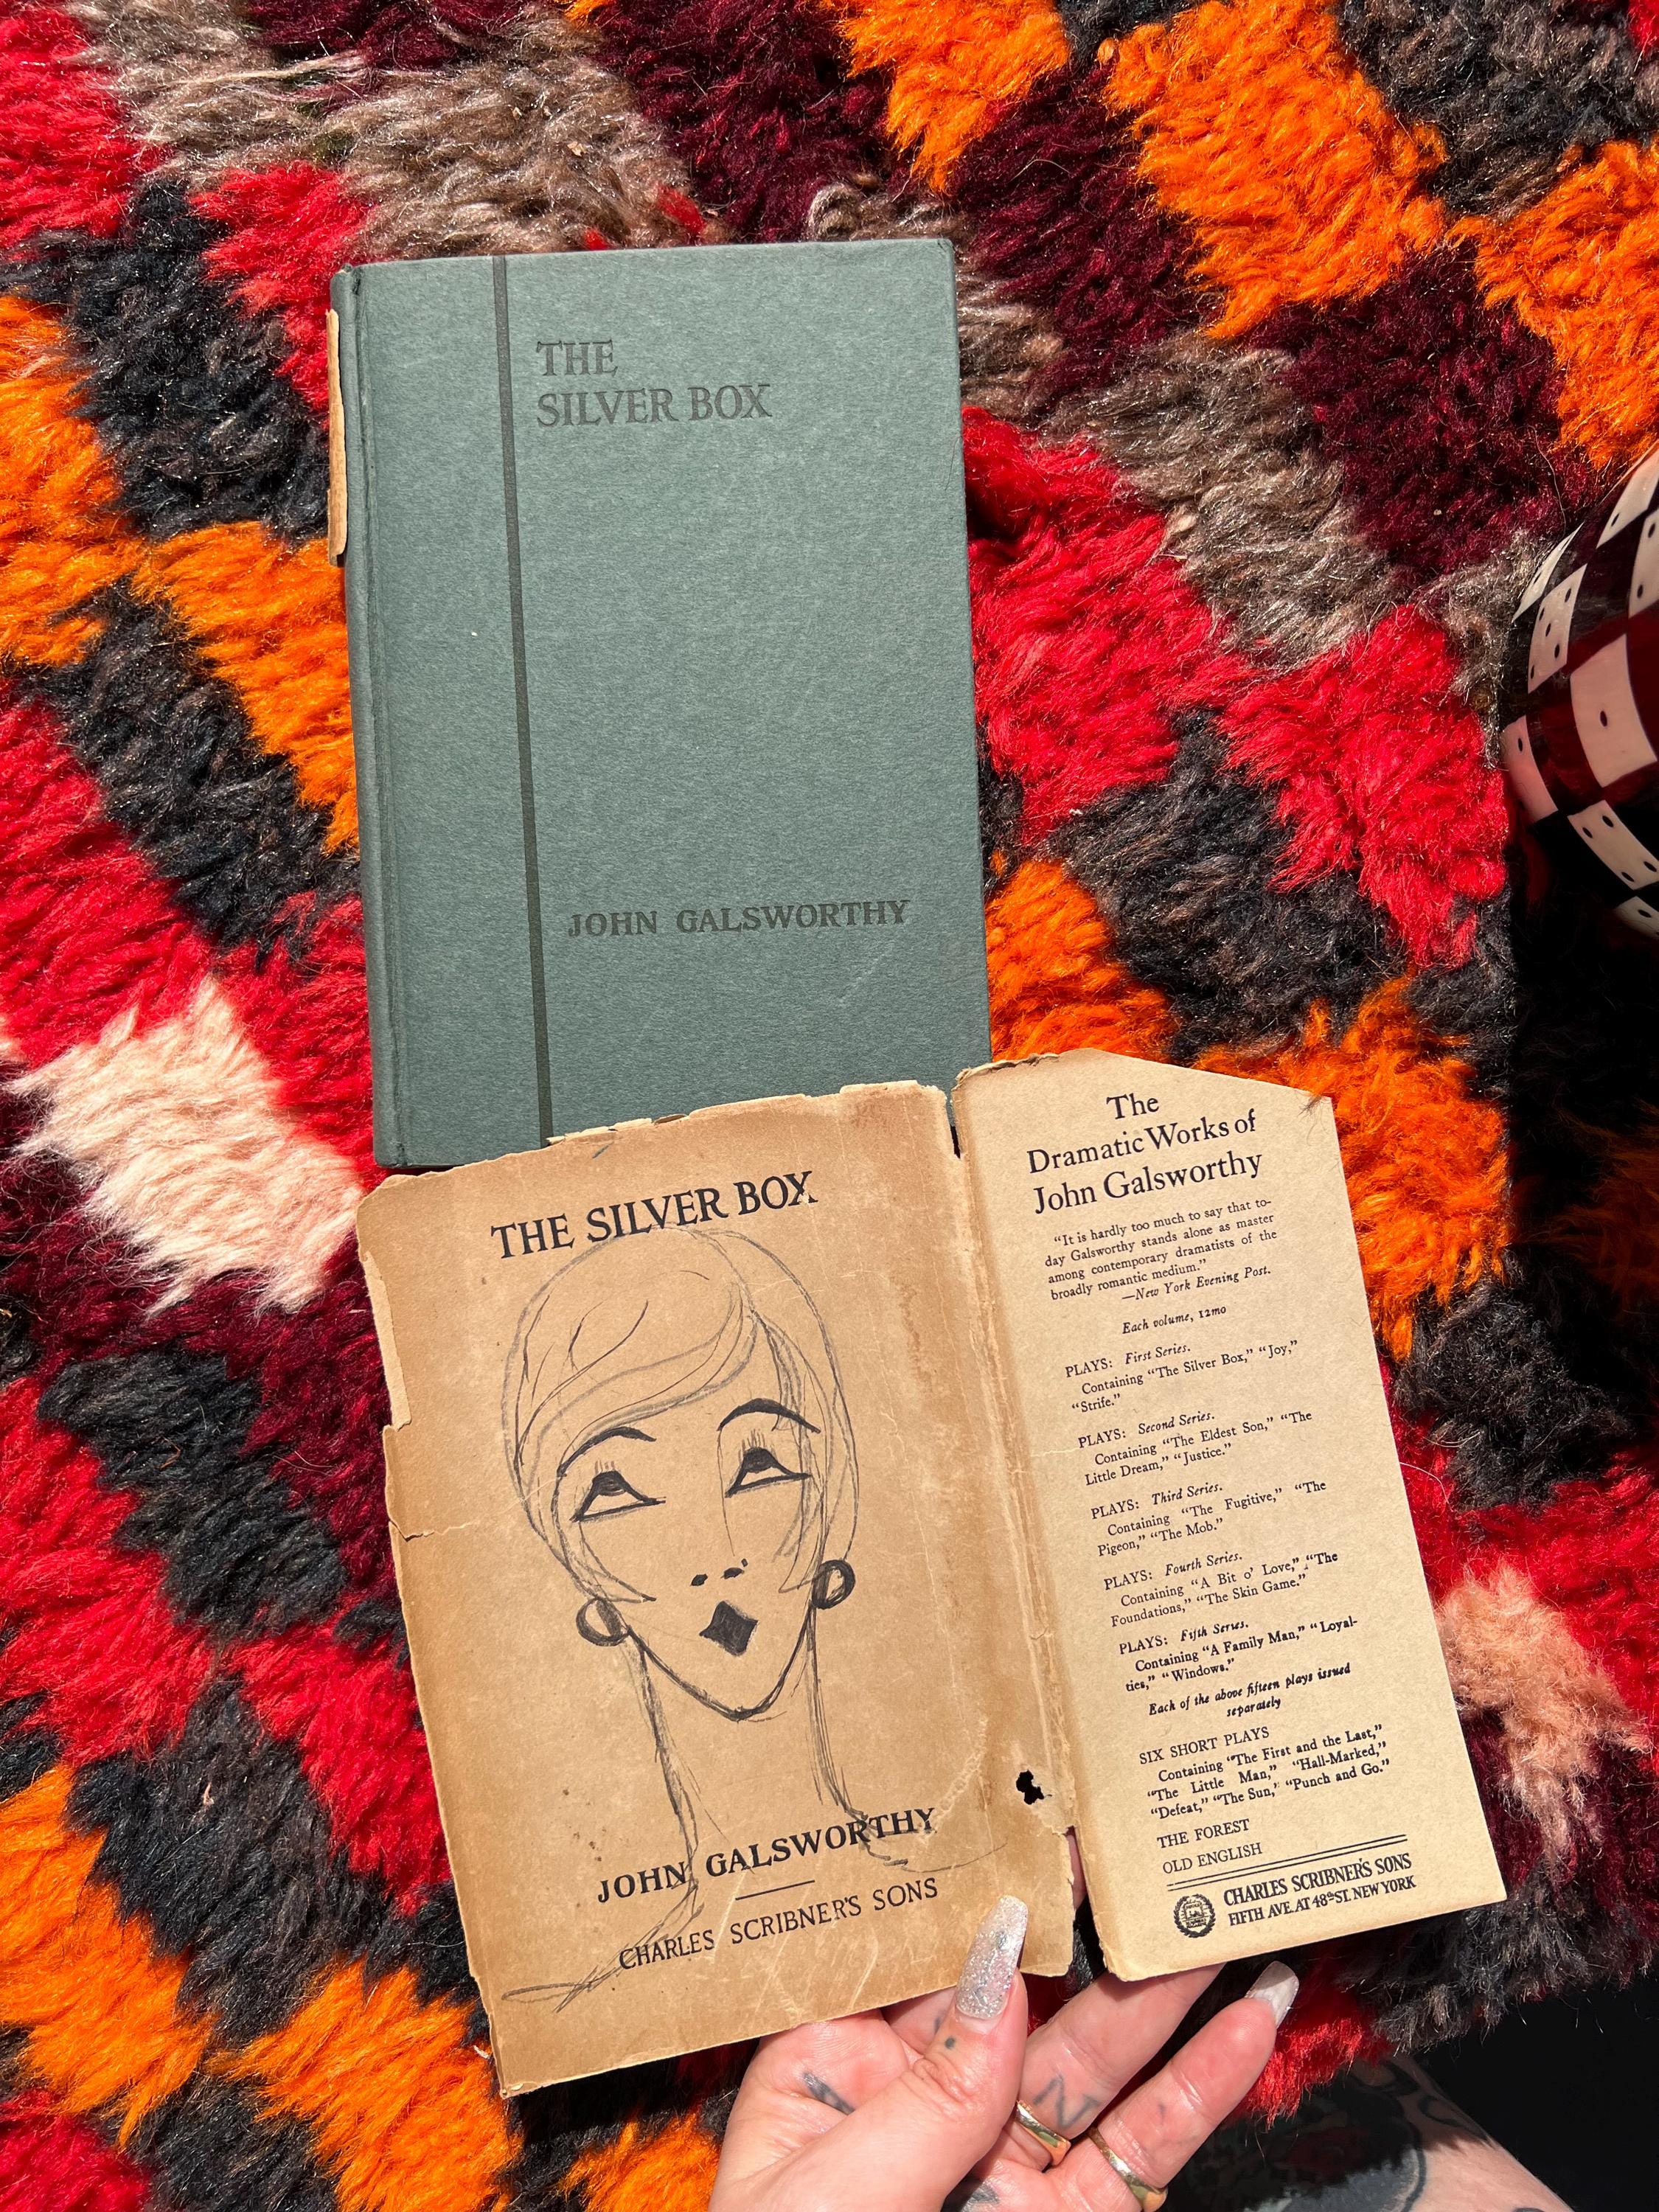 THE
SILVER BOX
JOHN GALSWORTHY
THE SILVER BOX
JOHN GALSWORTHY
CHARLES SCRIBNER'S SONS
The
Dramatic Works of
John Galsworthy
"It is hardly too much to say that to-
day Galsworthy stands alone as master
among contemporary dramatists of the
broadly romantic medium."
—New York Evening Post.
Each volume, 12mo
PLAYS: First Series.
Containing "The Silver Box," "Joy,"
"Strife."
PLAYS: Second Series.
Containing "The Eldest Son," "The
Little Dream," "Justice."
PLAYS: Third Series.
Containing "The Fugitive," "The
Pigeon," "The Mob."
PLAYS: Fourth Series.
Containing "A Bit o' Love," "The
Foundations," "The Skin Game."
PLAYS: Fifth Series.
Containing "A Family Man," "Loyal-
ties," "Windows."
Each of the above fifteen plays issued
separately
SIX SHORT PLAYS
Containing "The First and the Last,"
"The Little Man," "Hall-Marked,"
"Defeat," "The Sun," "Punch and Go."
THE FOREST
OLD ENGLISH
CHARLES SCRIBNER'S SONS
FIFTH AVE. AT 48th ST. NEW YORK
N